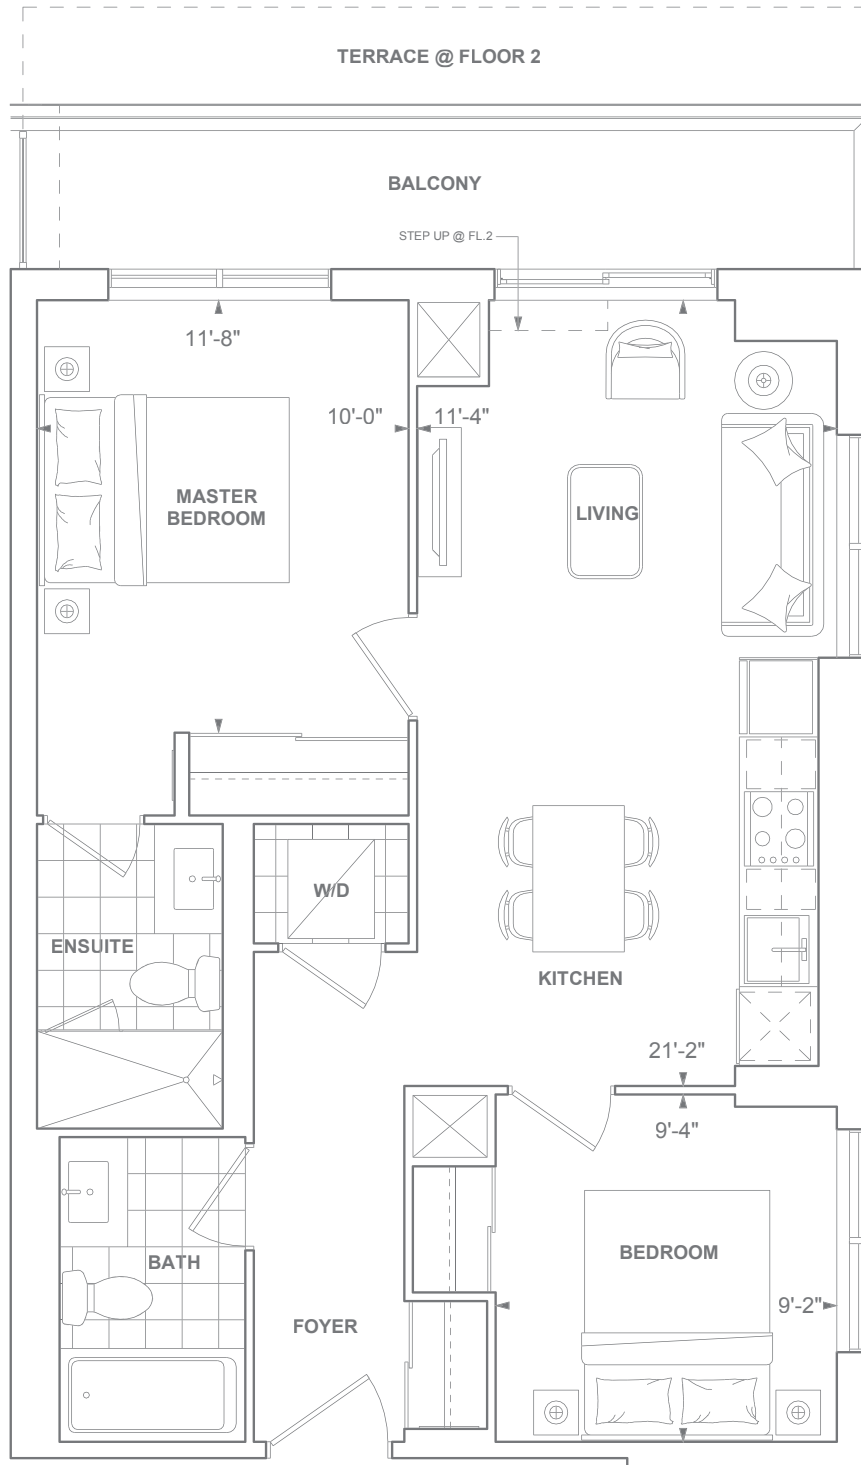 TERRACE @ FLOOR 2
BALCONY
STEP UP @ FL.2
11'-8"
10'-0"
11'-4"
MASTER
BEDROOM
LIVING
W/D
ENSUITE
KITCHEN
21'-2"
9'-4"
BATH
BEDROOM
9'-2"
FOYER